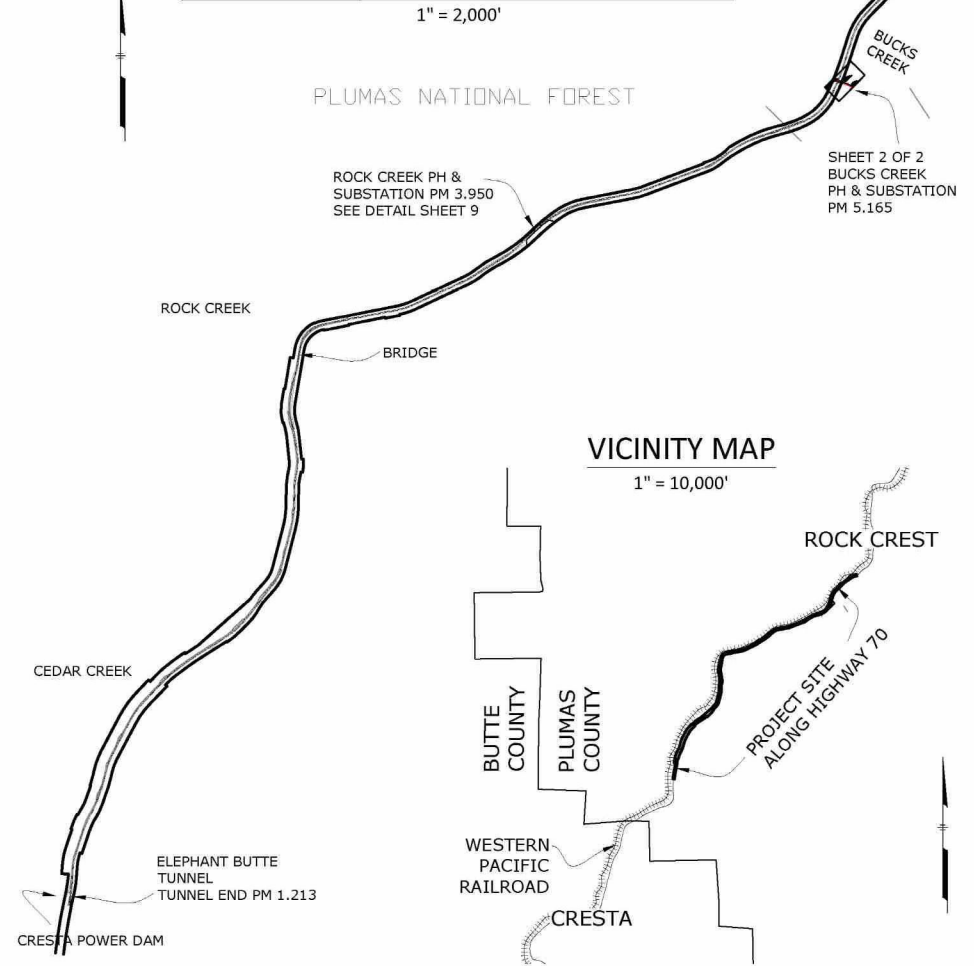 1" = 2,000'
BUCKS
CREEK
PLUMAS NATIONAL FOREST
SHEET 2 OF 2
BUCKS CREEK
PH & SUBSTATION
PM 5.165
ROCK CREEK PH &
SUBSTATION PM 3.950
SEE DETAIL SHEET 9
ROCK CREEK
BRIDGE
VICINITY MAP
1" = 10,000'
ROCK CREST
CEDAR CREEK
PROJECT SITE
ALONG HIGHWAY 70
BUTTE
COUNTY
PLUMAS
COUNTY
WESTERN
PACIFIC
RAILROAD
ELEPHANT BUTTE
TUNNEL
TUNNEL END PM 1.213
CRESTA
CRESTA POWER DAM